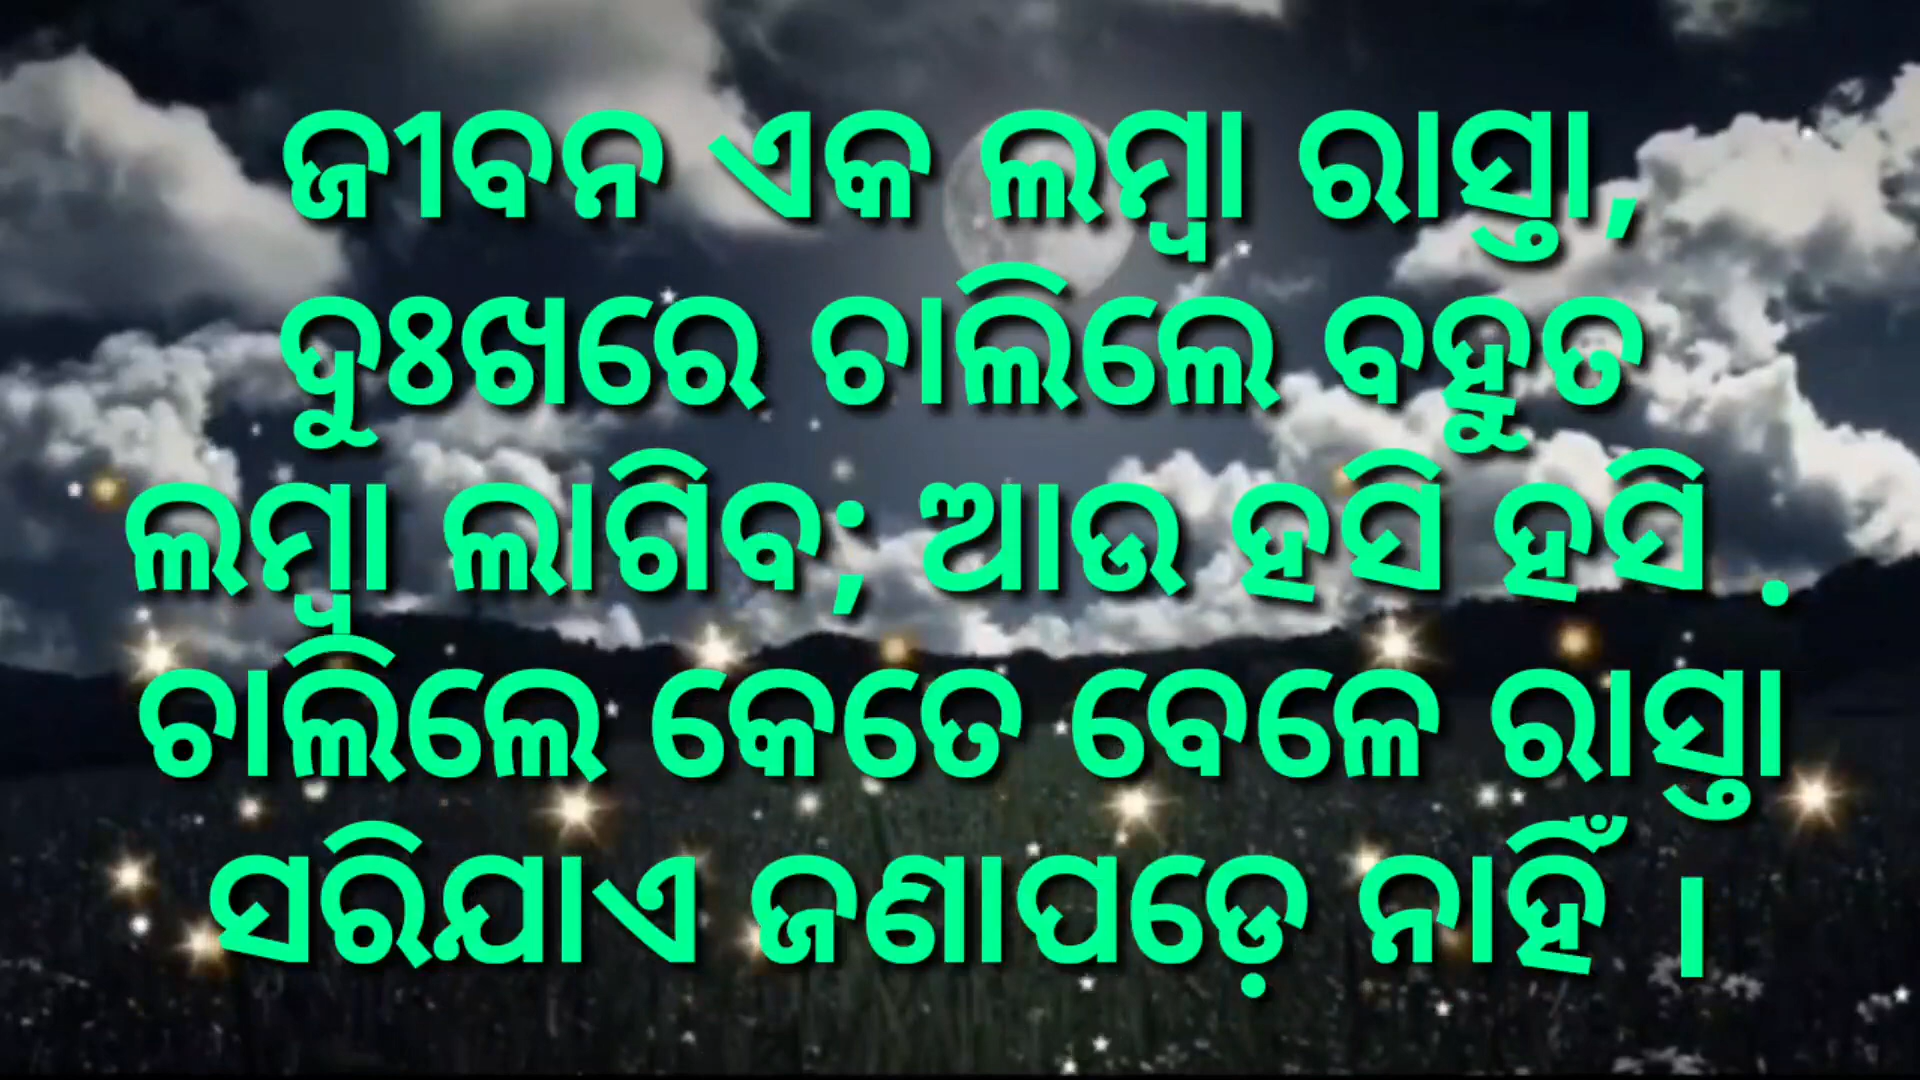 ଜୀବନ ଏକ ଲମ୍ବା ରାସ୍ତା,
ଦୁଃଖରେ ଚାଲିଲେ ବହୁତ
ଲମ୍ବା ଲାଗିବ; ଆଉ ହସି ହସି .
ଚାଲିଲେ କେତେ ବେଳେ ରାସ୍ତା
ସରିଯାଏ ଜଣାପଡ଼େ ନାହିଁ ।